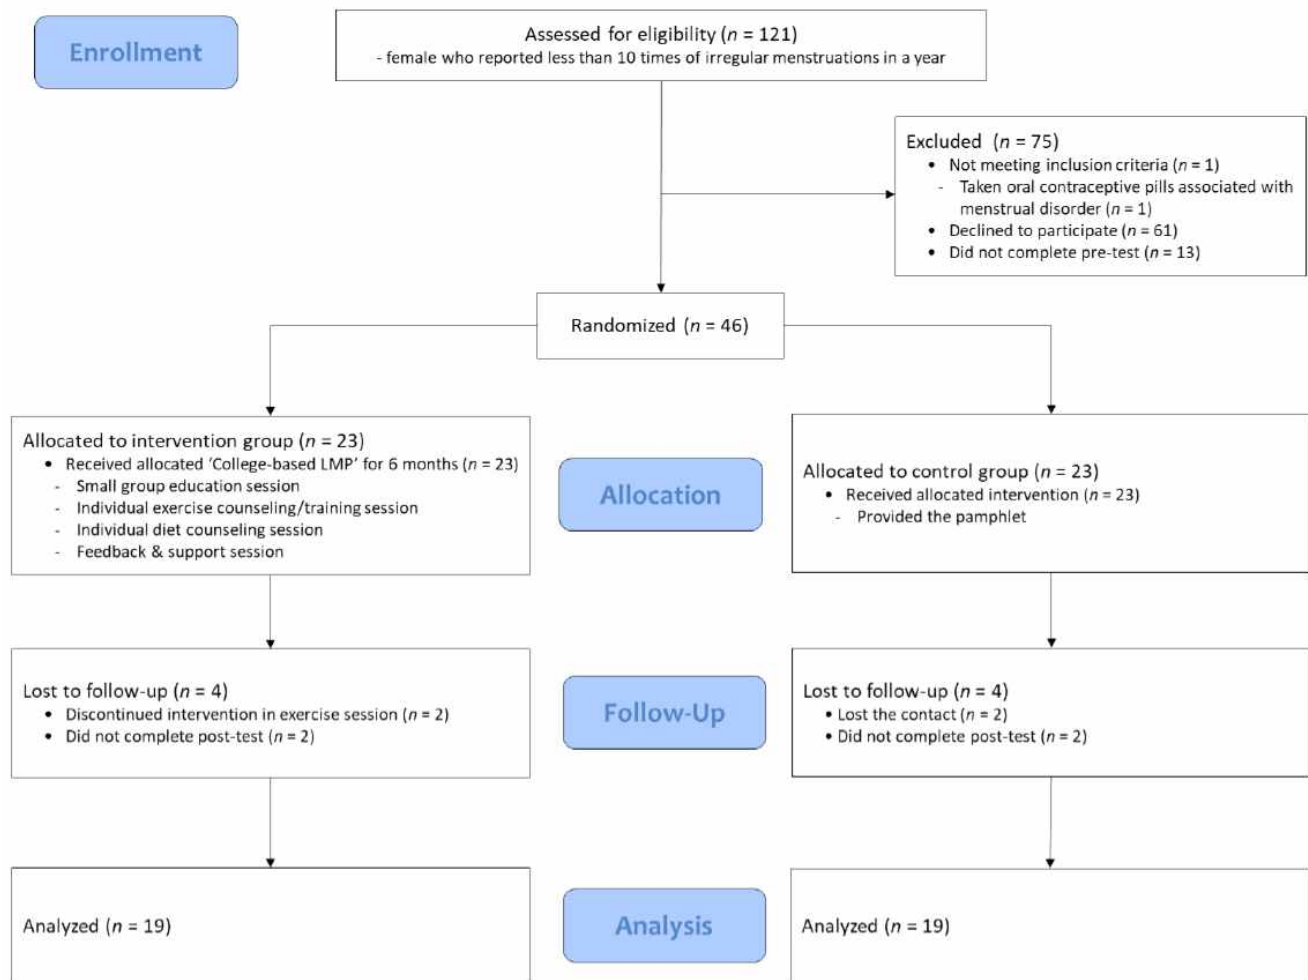 Enrollment
Assessed for eligibility (n = 121)
- female who reported less than 10 times of irregular menstruations in a year
Excluded (n = 75)
• Not meeting inclusion criteria (n = 1)
- Taken oral contraceptive pills associated with
menstrual disorder (n = 1)
• Declined to participate (n = 61)
• Did not complete pre-test (n = 13)
Randomized (n = 46)
Allocated to intervention group (n = 23)
• Received allocated ‘College-based LMP’ for 6 months (n = 23)
- Small group education session
- Individual exercise counseling/training session
- Individual diet counseling session
- Feedback & support session
Allocation
Allocated to control group (n = 23)
• Received allocated intervention (n = 23)
- Provided the pamphlet
Lost to follow-up (n = 4)
• Discontinued intervention in exercise session (n = 2)
• Did not complete post-test (n = 2)
Follow-Up
Lost to follow-up (n = 4)
• Lost the contact (n = 2)
• Did not complete post-test (n = 2)
Analyzed (n = 19)
Analysis
Analyzed (n = 19)